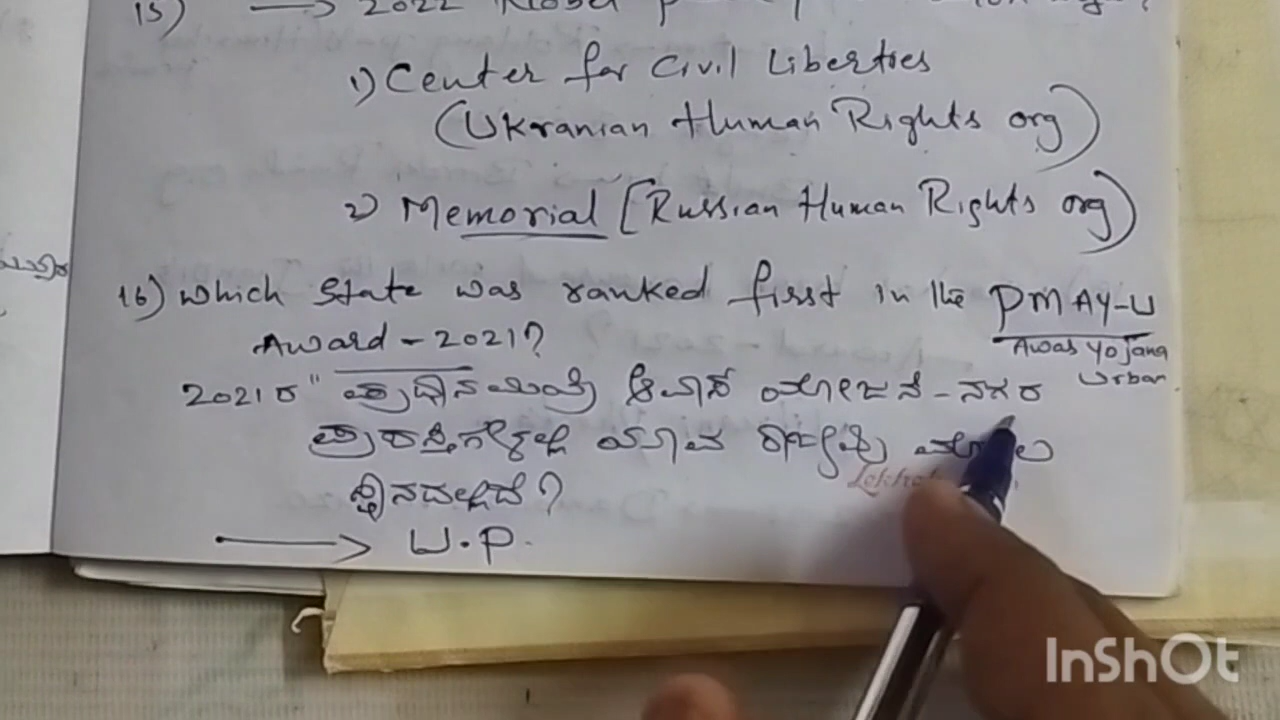 15) → 2022
1) Center for Civil Liberties
(Ukranian Human Rights org)
2) Memorial [Russian Human Rights org)
16) which state was ranked first in the PMAY-U
Awas Yojana
Award - 2021?
Urban.
2021ರ "ಪ್ರಧಾನಮಂತ್ರಿ ಆವಾಸ್ ಯೋಜನೆ - ನಗರ
ಪ್ರಶಸ್ತಿಗಳಲ್ಲಿ ಯಾವ ರಾಜ್ಯವು
ಸ್ಥಾನದಲ್ಲಿದೆ?
→ U.P.
InShOt